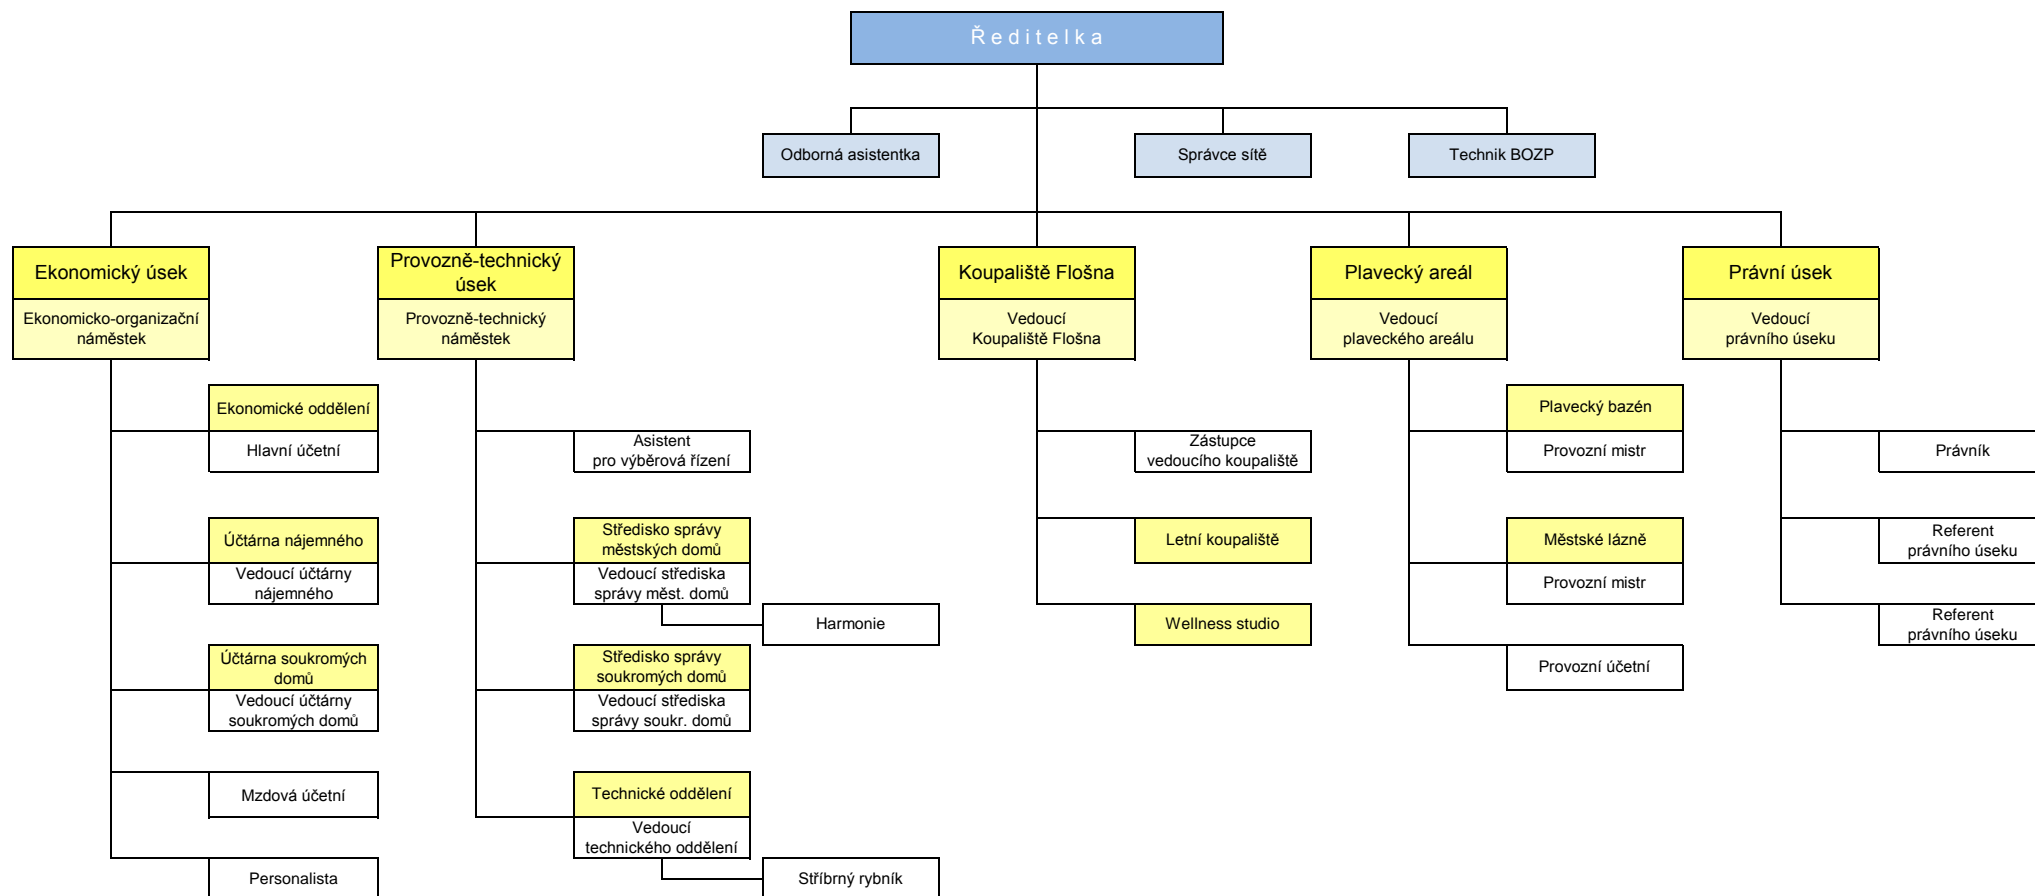 Ředitelka
Odborná asistentka
Správce sítě
Technik BOZP
Ekonomický úsek
Ekonomicko-organizační
náměstek
Provozně-technický
úsek
Provozně-technický
náměstek
Koupaliště Flošna
Vedoucí
Koupaliště Flošna
Plavecký areál
Vedoucí
plaveckého areálu
Právní úsek
Vedoucí
právního úseku
Ekonomické oddělení
Hlavní účetní
Účtárna nájemného
Vedoucí účtárny
nájemného
Účtárna soukromých
domů
Vedoucí účtárny
soukromých domů
Mzdová účetní
Personalista
Asistent
pro výběrová řízení
Středisko správy
městských domů
Vedoucí střediska
správy měst. domů
Harmonie
Středisko správy
soukromých domů
Vedoucí střediska
správy soukr. domů
Technické oddělení
Vedoucí
technického oddělení
Stříbrný rybník
Zástupce
vedoucího koupaliště
Letní koupaliště
Wellness studio
Plavecký bazén
Provozní mistr
Městské lázně
Provozní mistr
Provozní účetní
Právník
Referent
právního úseku
Referent
právního úseku